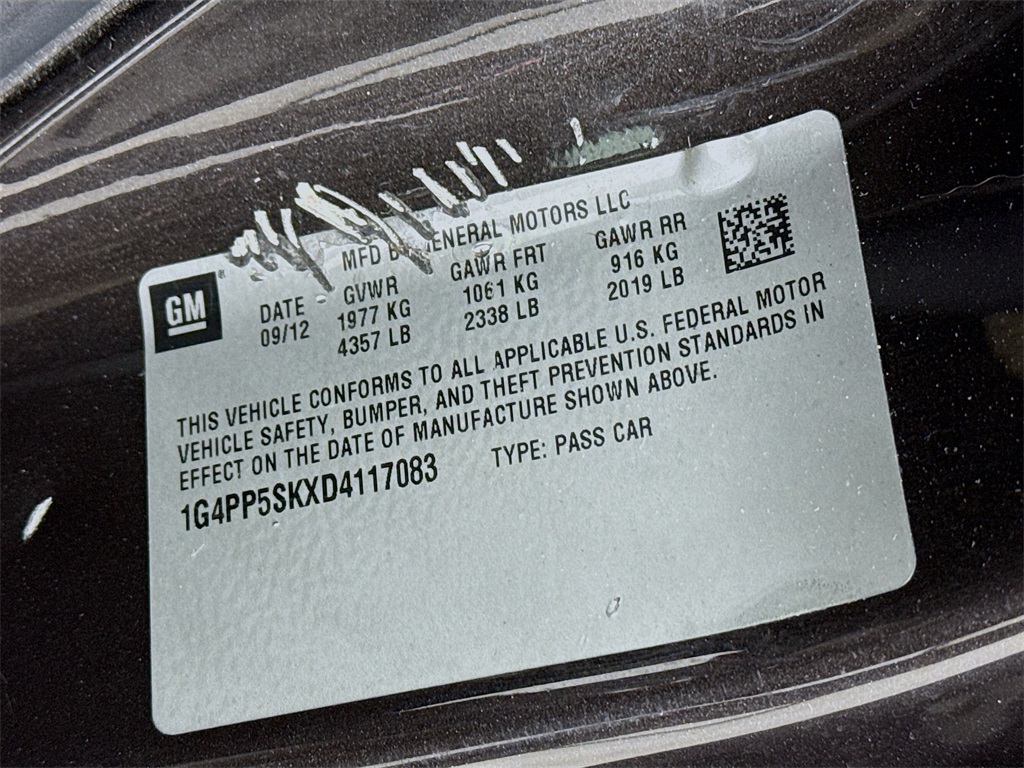 MFD BY GENERAL MOTORS LLC
GM
DATE GVWR GAWR FRT GAWR RR
09/12 1977 KG 1061 KG 916 KG
4357 LB 2338 LB 2019 LB
THIS VEHICLE CONFORMS TO ALL APPLICABLE U.S. FEDERAL MOTOR
VEHICLE SAFETY, BUMPER, AND THEFT PREVENTION STANDARDS IN
EFFECT ON THE DATE OF MANUFACTURE SHOWN ABOVE.
1G4PP5SKXD4117083 TYPE: PASS CAR